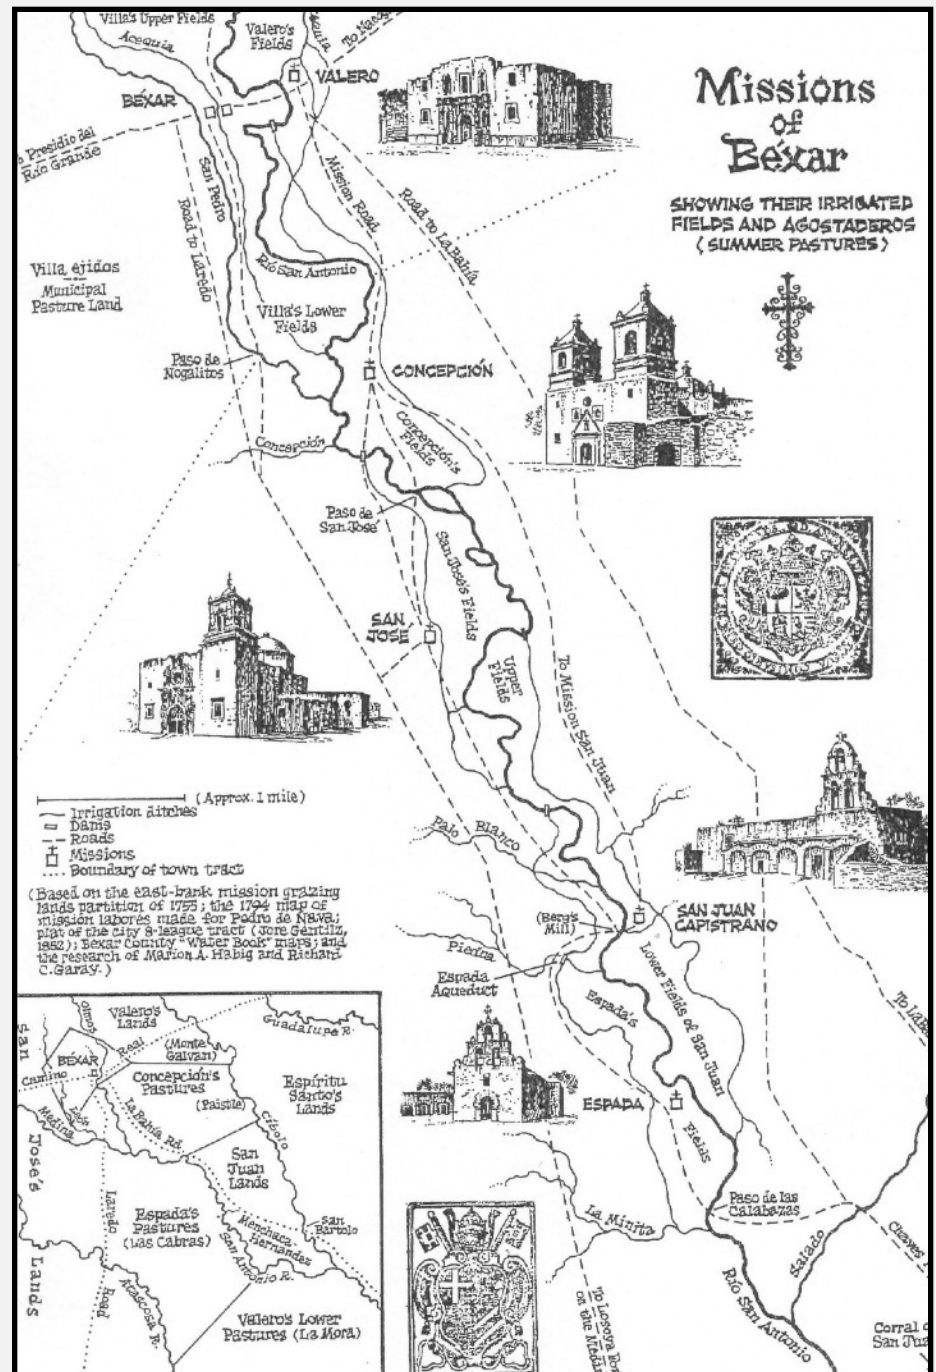 Missions
of
Béxar
SHOWING THEIR IRRIGATED
FIELDS AND AGOSTADEROS
(SUMMER PASTURES)
Villa's Upper Fields
Acequia
Valero's
Fields
VALERO
BÉXAR
Presidio del
Río Grande
San Pedro
Road to Laredo
Mission Road
Road to La Bahía
Villa ejidos
Municipal
Pasture Land
Río San Antonio
Villa's Lower
Fields
Paso de
Nogalitos
CONCEPCIÓN
Concepción
Concepción's
Fields
Paso de
San José
San José's Fields
SAN
JOSÉ
Upper
Fields
To Mission San Juan
(Approx. 1 mile)
Irrigation ditches
Dams
Roads
Missions
Boundary of town tract
(Based on the east-bank mission grazing
lands partition of 1755; the 1794 map of
mission labores made for Pedro de Nava;
plat of the city 8-league tract (Jore Gentilz,
1852); Bexar County "Water Book" maps; and
the research of Marion A. Habig and Richard
C. Garay.)
Palo Blanco
(Berg's
Mill)
SAN JUAN
CAPISTRANO
Piedra
Espada
Aqueduct
Espada's
Fields
Lower Fields of San Juan
ESPADA
Paso de las
Calabazas
La Minita
Salado
Chaves
Río San Antonio
Corral
San
Olmos
Valero's
Lands
Guadalupe R.
San
José's
Lands
BÉXAR
Camino
Real
(Monte
Galvan)
Concepción's
Pastures
(Paistle)
Espíritu
Santo's
Lands
León
Medina
La Bahía Rd.
Cíbolo
San
Juan
Lands
Laredo
Road
Espada's
Pastures
(Las Cabras)
Menchaca-
Hernandez
San
Bartolo
San Antonio R.
Atascosa R.
Valero's Lower
Pastures (La Mora)